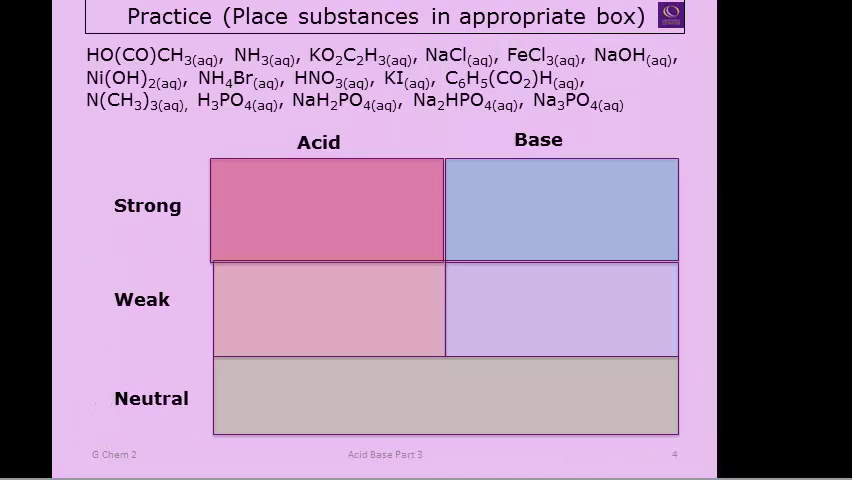 Practice (Place substances in appropriate box)
HO(CO)CH₃₍ₐq₎, NH₃₍ₐq₎, KO₂C₂H₃₍ₐq₎, NaCl₍ₐq₎, FeCl₃₍ₐq₎, NaOH₍ₐq₎,
Ni(OH)₂₍ₐq₎, NH₄Br₍ₐq₎, HNO₃₍ₐq₎, KI₍ₐq₎, C₆H₅(CO₂)H₍ₐq₎,
N(CH₃)₃₍ₐq₎, H₃PO₄₍ₐq₎, NaH₂PO₄₍ₐq₎, Na₂HPO₄₍ₐq₎, Na₃PO₄₍ₐq₎
Acid Base
Strong
Weak
Neutral
G Chem 2 Acid Base Part 3 4